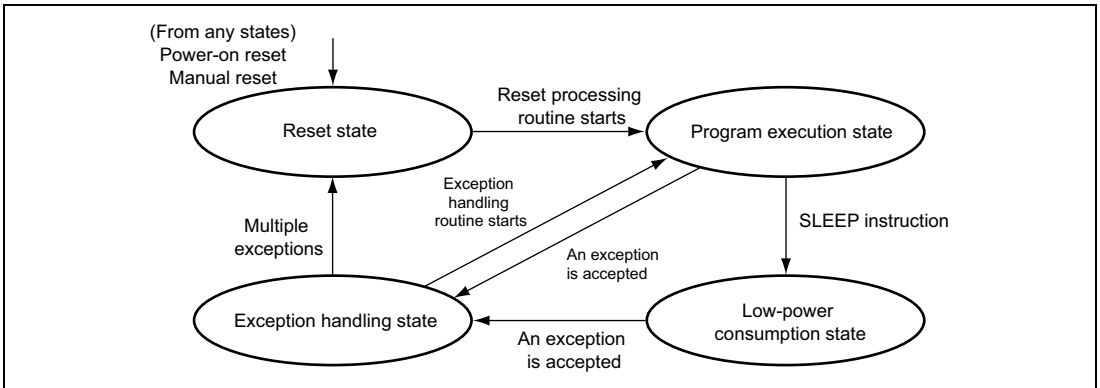 (From any states)
Power-on reset
Manual reset
Reset state
Reset processing
routine starts
Program execution state
Exception
handling
routine starts
Multiple
exceptions
SLEEP instruction
An exception
is accepted
Exception handling state
An exception
is accepted
Low-power
consumption state